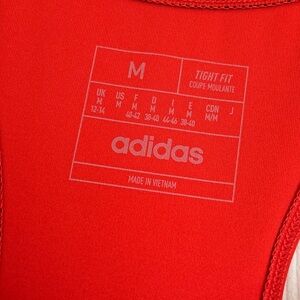 M
TIGHT FIT
COUPE MOULANTE
UK US F D I E CDN J
M M M M M M M/M
12-14 40-42 38-40 44-46 38-40
adidas
MADE IN VIETNAM